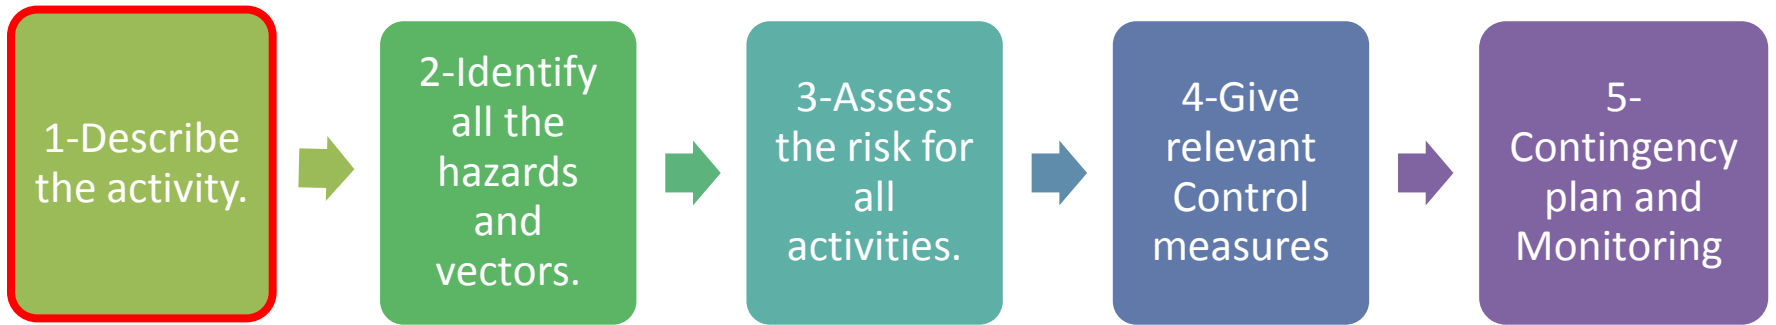 1-Describe
the activity.
2-Identify
all the
hazards
and
vectors.
3-Assess
the risk for
all
activities.
4-Give
relevant
Control
measures
5-
Contingency
plan and
Monitoring